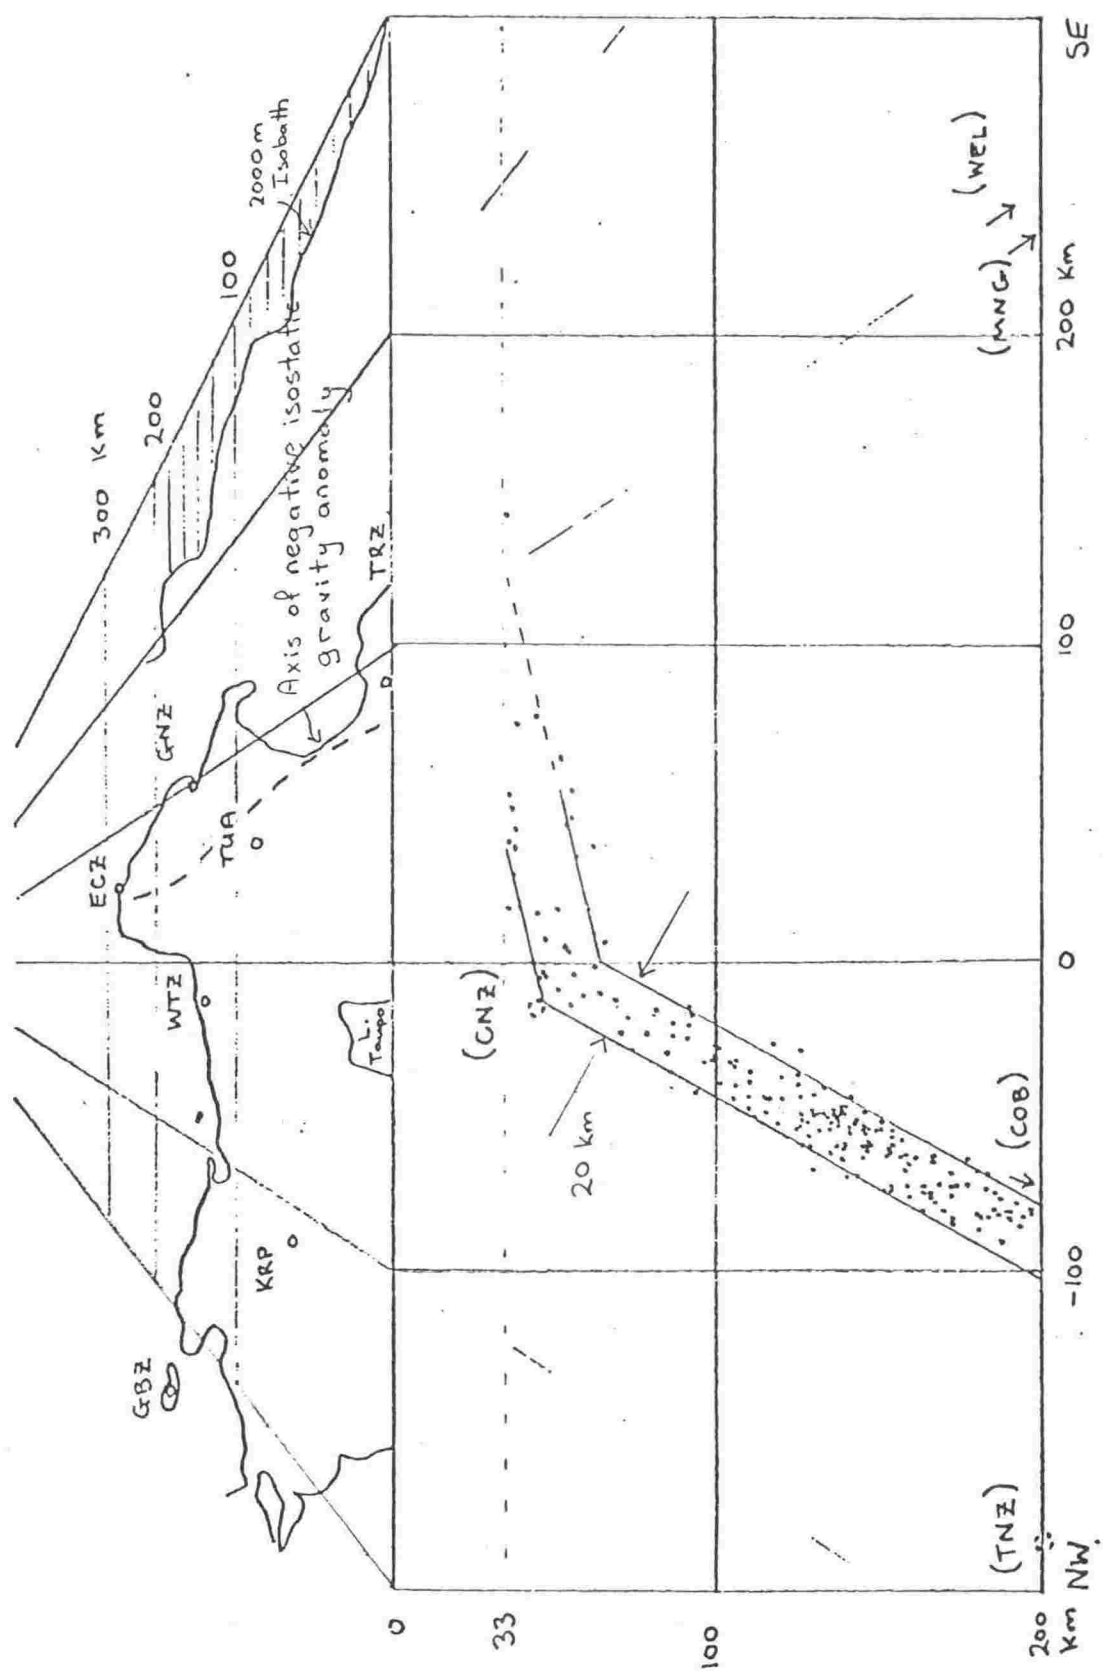 300 Km
200
100
2000m
Isobath
ECZ
GNZ
WTZ
TUA
GBZ
KRP
L.
Taupo
Axis of negative isostatic
gravity anomaly
TRZ
0
33
100
200
Km
(CNZ)
20 Km
(TNZ)
(COB)
(MNG)
(WEL)
NW.
-100
0
100
200 Km
SE